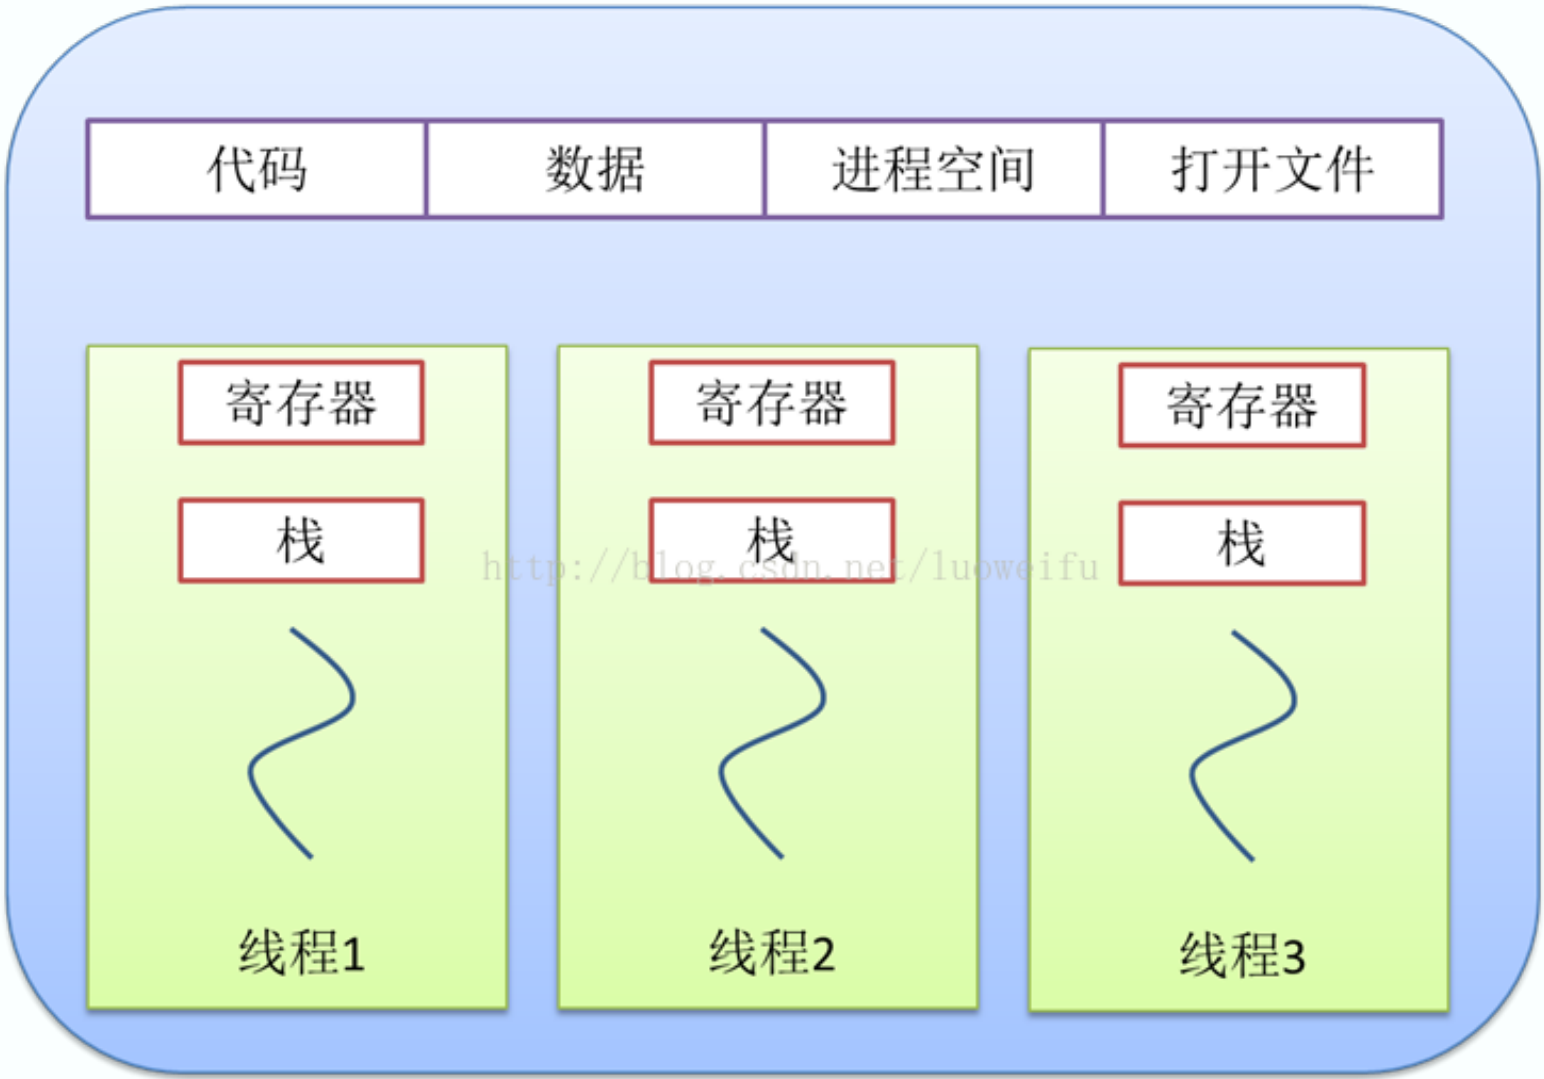 代码 数据 进程空间 打开文件
寄存器 寄存器 寄存器
栈 栈 栈
http://blog.csdn.net/luoweifu
线程1 线程2 线程3